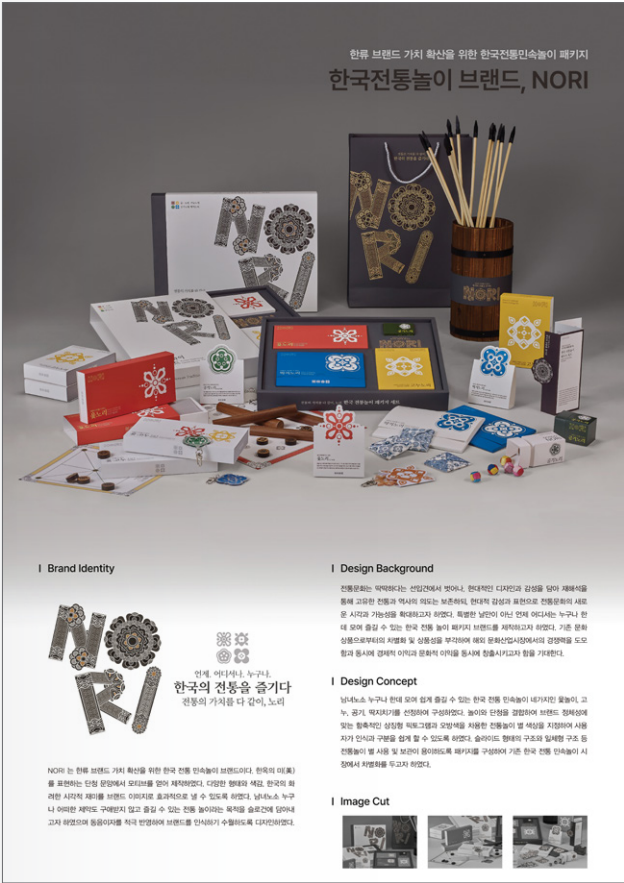 한류 브랜드 가치 확산을 위한 한국전통민속놀이 패키지
한국전통놀이 브랜드, NORI
NORI
NORI
NORI
NORI
한국 전통놀이 패키지 세트
Brand Identity
NORI
언제, 어디서나, 누구나,
한국의 전통을 즐기다
전통의 가치를 다 같이, 노리
NORI 는 한류 브랜드 가치 확산을 위한 한국 전통 민속놀이 브랜드이다. 한옥의 미(美)
를 표현하는 단청 문양에서 모티브를 얻어 제작하였다. 다양한 형태와 색감, 한국의 화
려한 시각적 재미를 브랜드 이미지로 효과적으로 낼 수 있도록 하였다. 남녀노소 누구
나 어떠한 제약도 구애받지 않고 즐길 수 있는 전통 놀이라는 목적을 슬로건에 담아내
고자 하였으며 동음이자를 적극 반영하여 브랜드를 인식하기 수월하도록 디자인하였다.
Design Background
전통문화는 딱딱하다는 선입견에서 벗어나, 현대적인 디자인과 감성을 담아 재해석을
통해 고유한 전통과 역사의 의도는 보존하되, 현대적 감성과 표현으로 전통문화의 새로
운 시각과 가능성을 확대하고자 하였다. 특별한 날만이 아닌 언제 어디서는 누구나 한
데 모여 즐길 수 있는 한국 전통 놀이 패키지 브랜드를 제작하고자 하였다. 기존 문화
상품으로부터의 차별화 및 상품성을 부각하여 해외 문화산업시장에서의 경쟁력을 도모
함과 동시에 경제적 이익과 문화적 이익을 동시에 창출시키고자 함을 기대한다.
Design Concept
남녀노소 누구나 한데 모여 쉽게 즐길 수 있는 한국 전통 민속놀이 네가지인 윷놀이, 고
누, 공기, 딱지치기를 선정하여 구성하였다. 놀이와 단청을 결합하여 브랜드 정체성에
맞는 함축적인 상징형 픽토그램과 오방색을 차용한 전통놀이 별 색상을 지정하여 사용
자가 인식과 구분을 쉽게 할 수 있도록 하였다. 슬라이드 형태의 구조와 일체형 구조 등
전통놀이 별 사용 및 보관이 용이하도록 패키지를 구성하여 기존 한국 전통 민속놀이 시
장에서 차별화를 두고자 하였다.
Image Cut